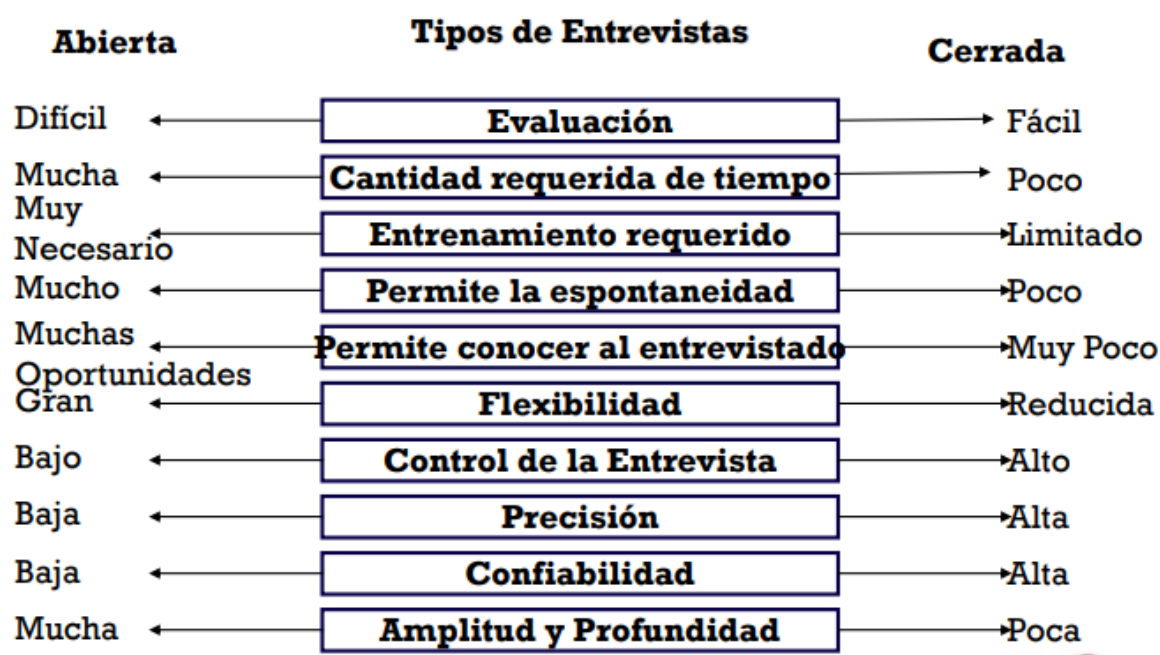 Tipos de Entrevistas
Abierta
Cerrada
Difícil
Evaluación
Fácil
Mucha
Cantidad requerida de tiempo
Poco
Muy
Necesario
Entrenamiento requerido
Limitado
Mucho
Permite la espontaneidad
Poco
Muchas
Oportunidades
Permite conocer al entrevistado
Muy Poco
Gran
Flexibilidad
Reducida
Bajo
Control de la Entrevista
Alto
Baja
Precisión
Alta
Baja
Confiabilidad
Alta
Mucha
Amplitud y Profundidad
Poca